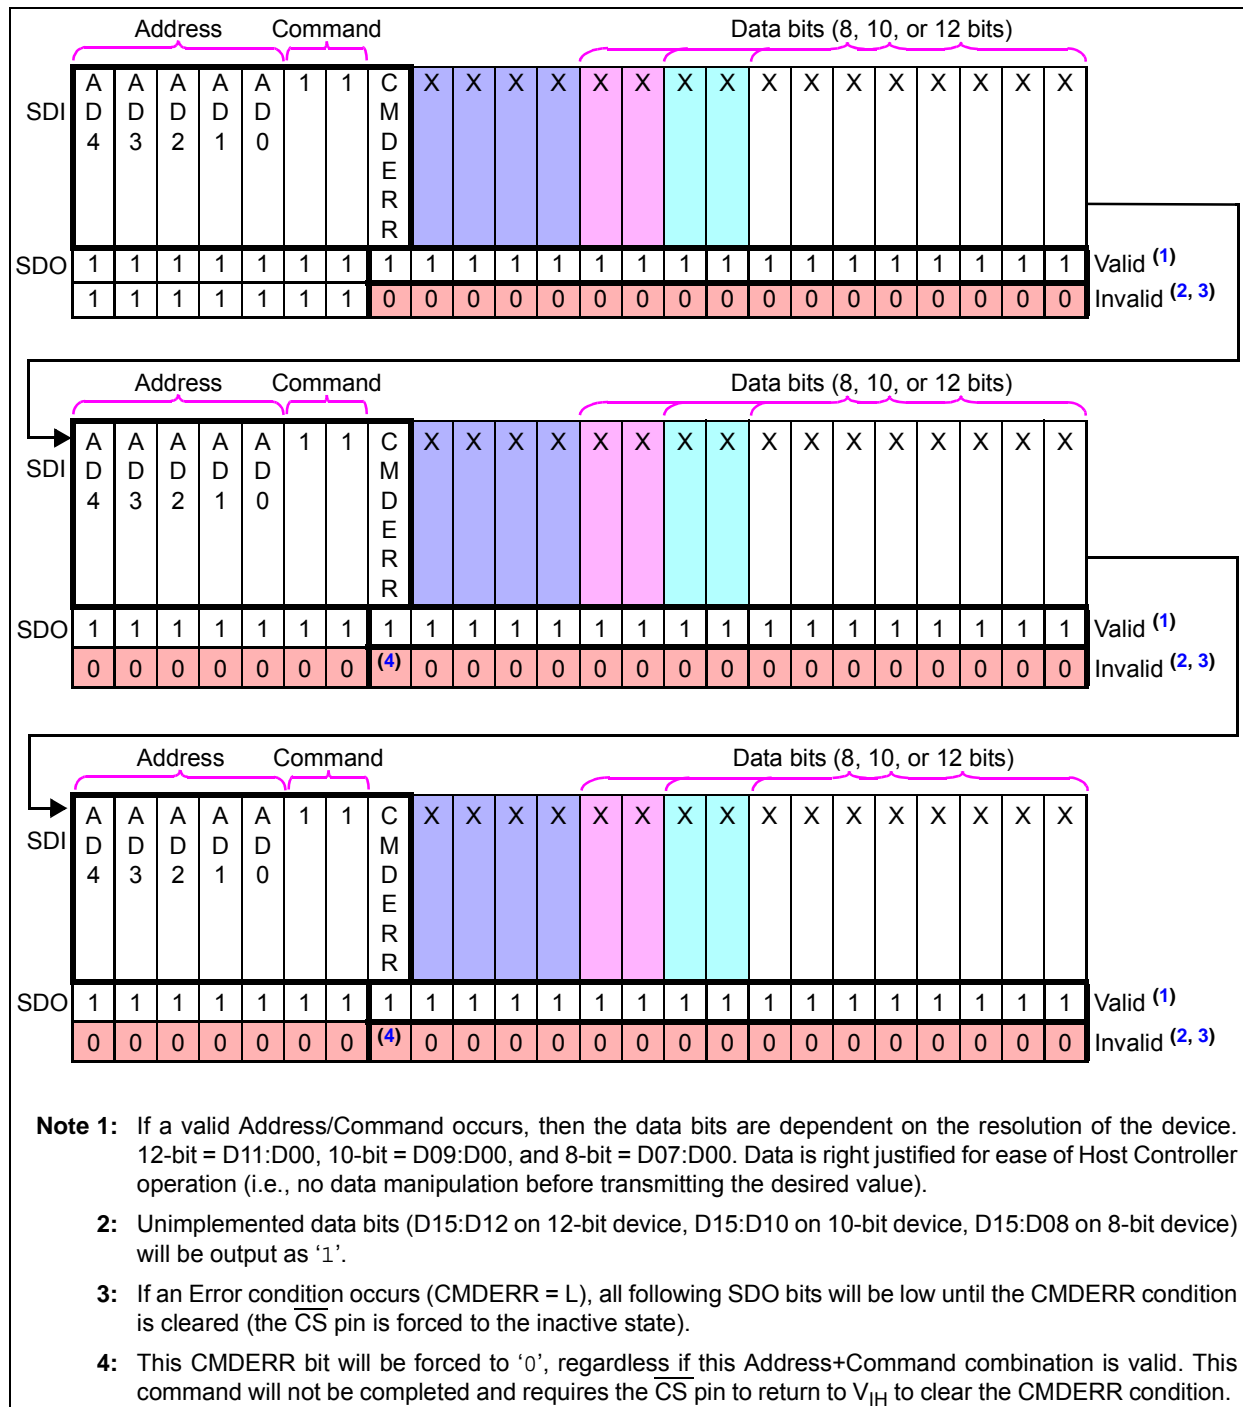 Address Command Data bits (8, 10, or 12 bits)
SDI A A A A A 1 1 C X X X X X X X X X X X X X X X X
D D D D D M
4 3 2 1 0 D
E
R
R
SDO 1 1 1 1 1 1 1 1 1 1 1 1 1 1 1 1 1 1 1 1 1 1 1 1 Valid (1)
1 1 1 1 1 1 1 0 0 0 0 0 0 0 0 0 0 0 0 0 0 0 0 0 Invalid (2, 3)
Address Command Data bits (8, 10, or 12 bits)
SDI A A A A A 1 1 C X X X X X X X X X X X X X X X X
D D D D D M
4 3 2 1 0 D
E
R
R
SDO 1 1 1 1 1 1 1 1 1 1 1 1 1 1 1 1 1 1 1 1 1 1 1 1 Valid (1)
0 0 0 0 0 0 0 (4) 0 0 0 0 0 0 0 0 0 0 0 0 0 0 0 0 Invalid (2, 3)
Address Command Data bits (8, 10, or 12 bits)
SDI A A A A A 1 1 C X X X X X X X X X X X X X X X X
D D D D D M
4 3 2 1 0 D
E
R
R
SDO 1 1 1 1 1 1 1 1 1 1 1 1 1 1 1 1 1 1 1 1 1 1 1 1 Valid (1)
0 0 0 0 0 0 0 (4) 0 0 0 0 0 0 0 0 0 0 0 0 0 0 0 0 Invalid (2, 3)
Note 1: If a valid Address/Command occurs, then the data bits are dependent on the resolution of the device.
12-bit = D11:D00, 10-bit = D09:D00, and 8-bit = D07:D00. Data is right justified for ease of Host Controller
operation (i.e., no data manipulation before transmitting the desired value).
2: Unimplemented data bits (D15:D12 on 12-bit device, D15:D10 on 10-bit device, D15:D08 on 8-bit device)
will be output as ‘1’.
3: If an Error condition occurs (CMDERR = L), all following SDO bits will be low until the CMDERR condition
is cleared (the C̅S̅ pin is forced to the inactive state).
4: This CMDERR bit will be forced to ‘0’, regardless if this Address+Command combination is valid. This
command will not be completed and requires the C̅S̅ pin to return to VIH to clear the CMDERR condition.